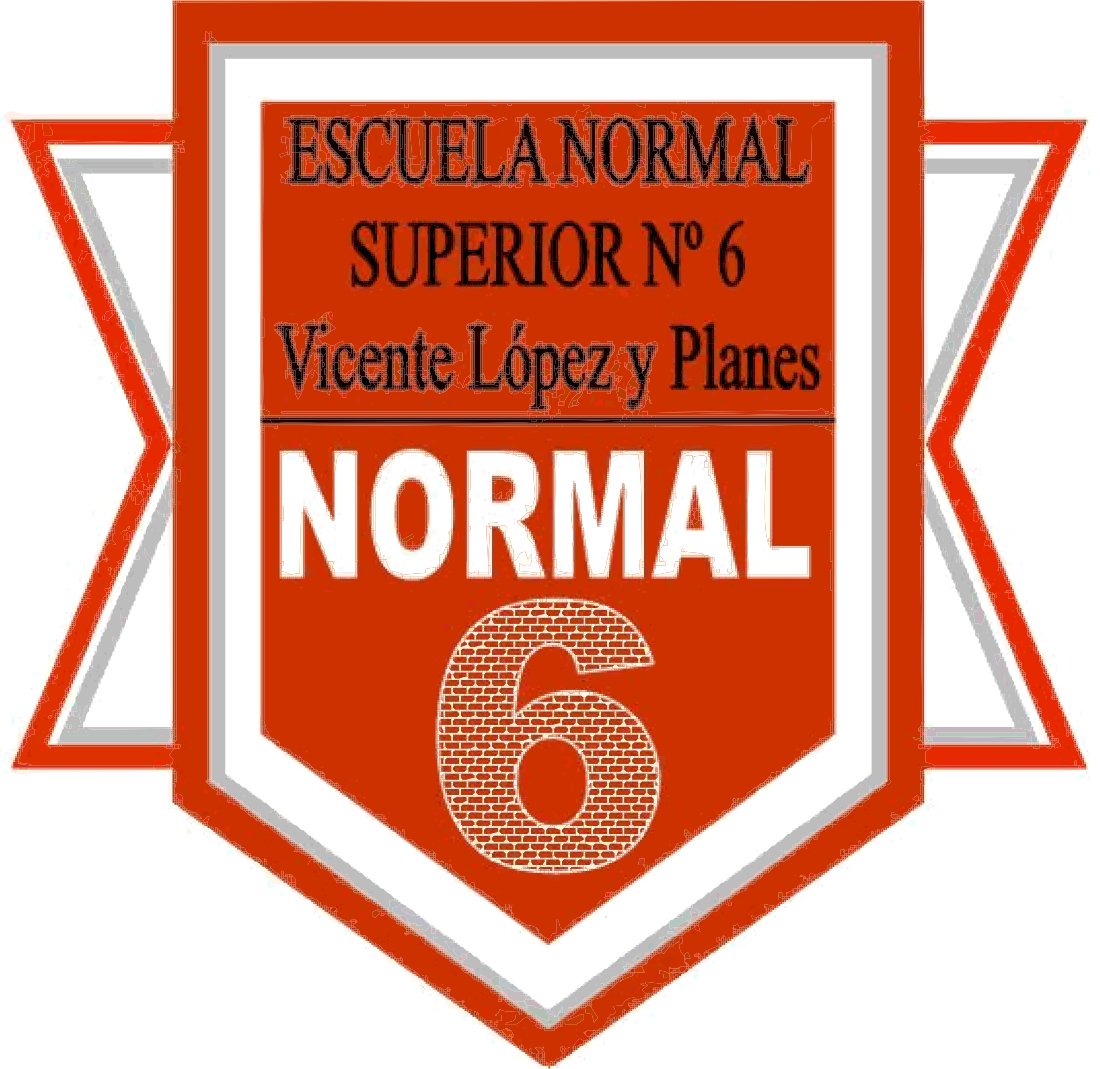 ESCUELA NORMAL
SUPERIOR Nº 6
Vicente López y Planes
NORMAL
6